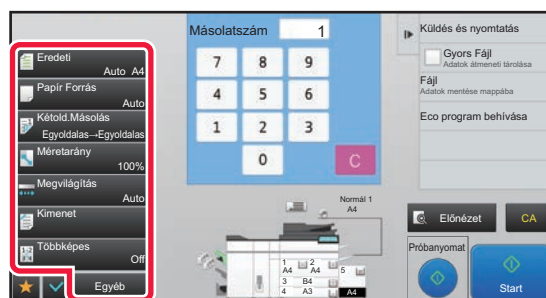 Eredeti
Auto A4
Papír Forrás
Auto
Kétold.Másolás
Egyoldalas→Egyoldalas
Méretarány
100%
Megvilágítás
Auto
Kimenet
Többképes
Off
Egyéb
Másolatszám 1
7 8 9
4 5 6
1 2 3
0 C
Normál 1
A4
1 2
A4 A4 5
3 B4
4 A3 A4
Küldés és nyomtatás
Gyors Fájl
Adatok átmeneti tárolása
Fájl
Adatok mentése mappába
Eco program behívása
Előnézet CA
Próbanyomat
Start